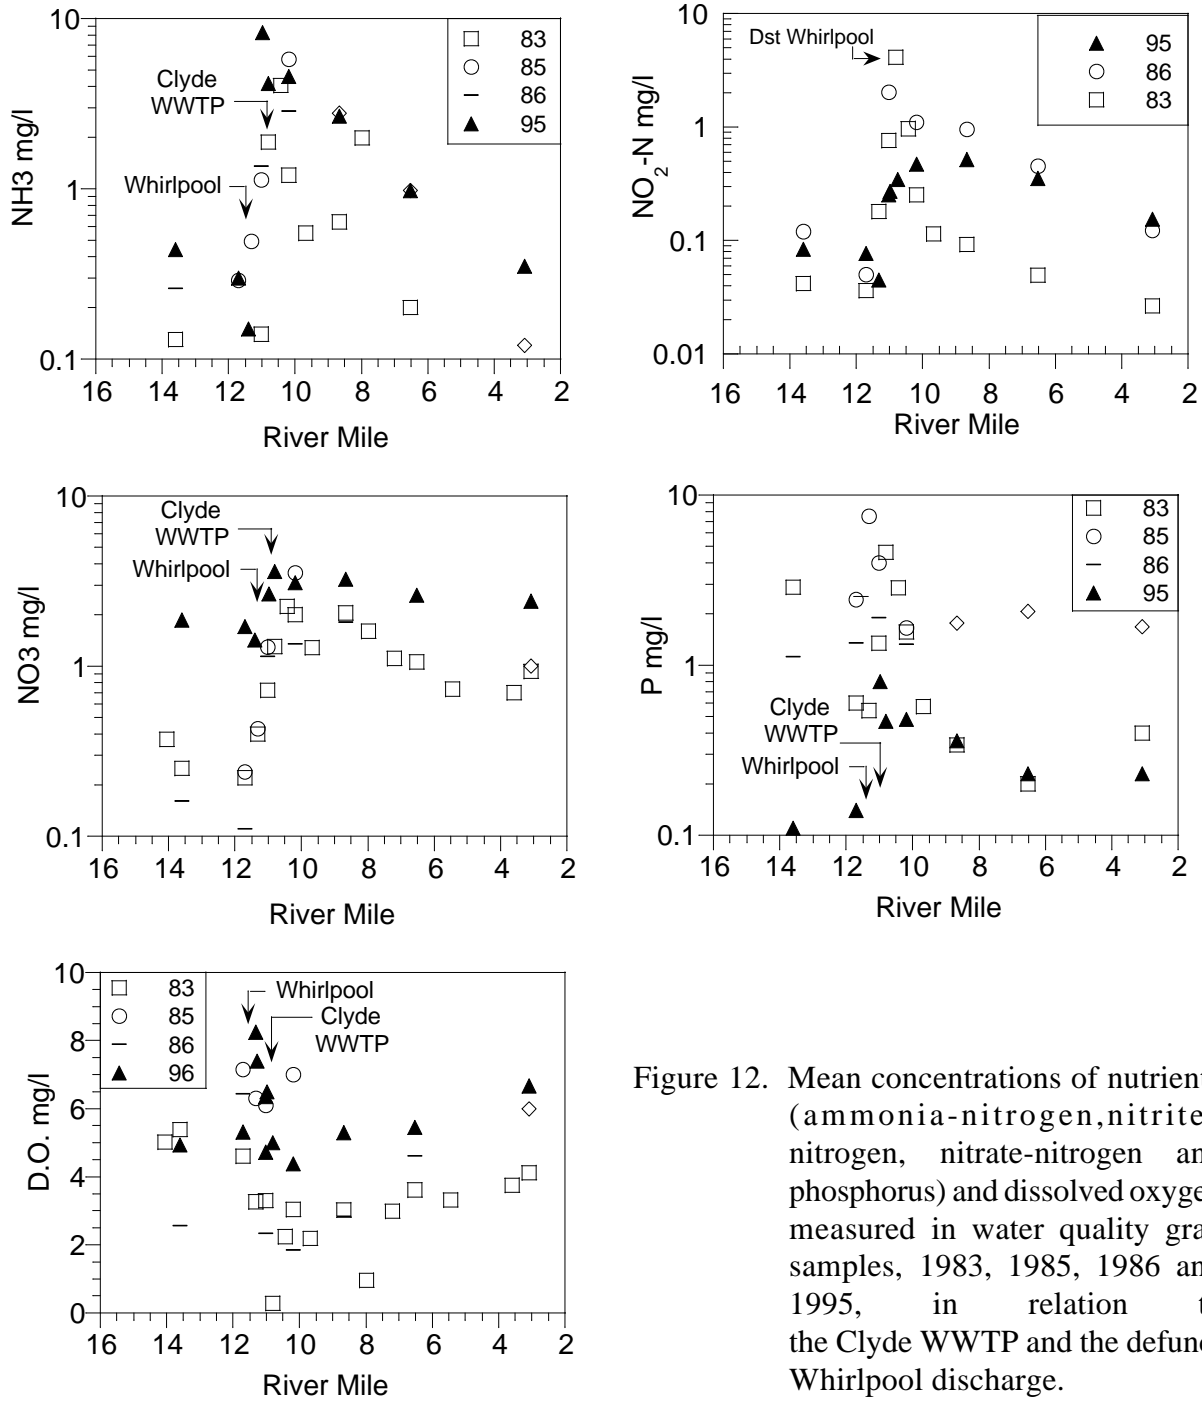 10
1
0.1
NH3 mg/l
83
85
86
95
Clyde
WWTP
Whirlpool
16 14 12 10 8 6 4 2
River Mile
10
1
0.1
0.01
NO2-N mg/l
Dst Whirlpool
95
86
83
16 14 12 10 8 6 4 2
River Mile
10
1
0.1
NO3 mg/l
Clyde
WWTP
Whirlpool
16 14 12 10 8 6 4 2
River Mile
10
1
0.1
P mg/l
83
85
86
95
Clyde
WWTP
Whirlpool
16 14 12 10 8 6 4 2
River Mile
10
8
6
4
2
0
D.O. mg/l
83
85
86
96
Whirlpool
Clyde
WWTP
16 14 12 10 8 6 4 2
River Mile
Figure 12. Mean concentrations of nutrient
(ammonia-nitrogen,nitrite
nitrogen, nitrate-nitrogen an
phosphorus) and dissolved oxyge
measured in water quality gra
samples, 1983, 1985, 1986 an
1995, in relation t
the Clyde WWTP and the defunc
Whirlpool discharge.